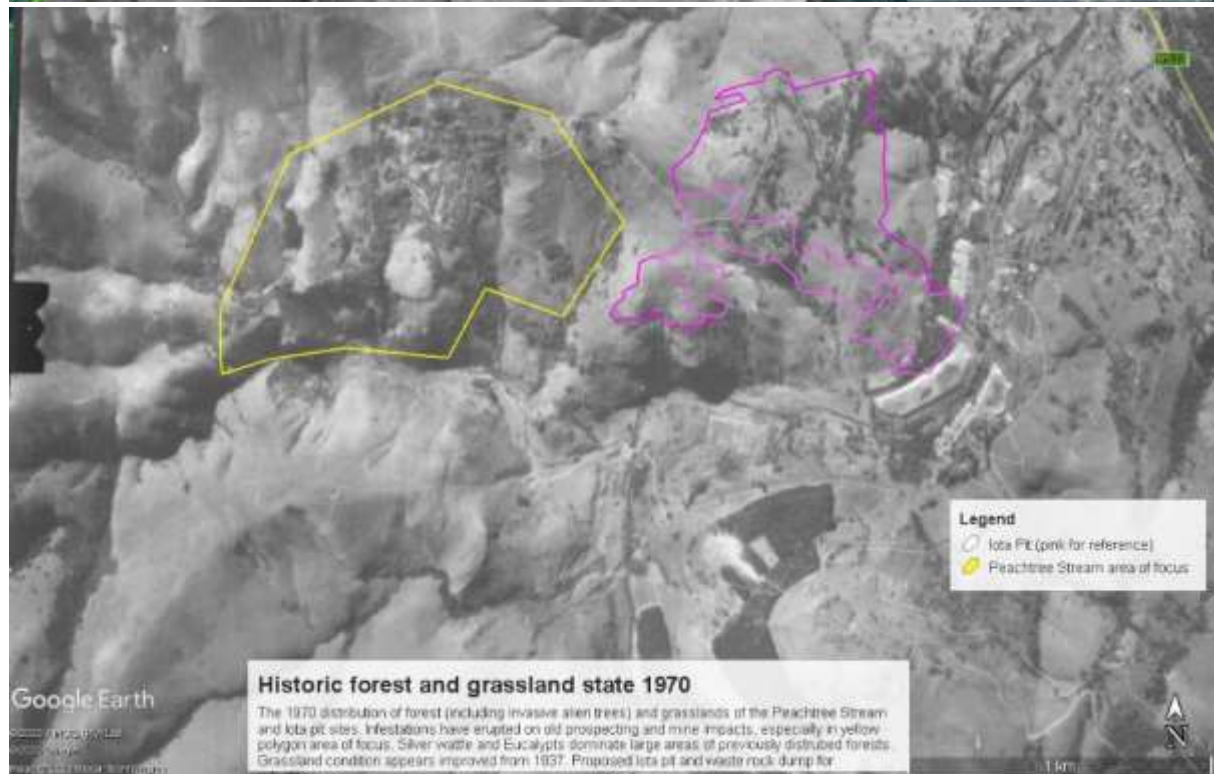 Legend
Iota Pit (pink for reference)
Peachtree Stream area of focus
Historic forest and grassland state 1970
The 1970 distribution of forest (including invasive alien trees) and grasslands of the Peachtree Stream
and Iota pit sites. Infestations have erupted on old prospecting and mine impacts, especially in yellow
polygon area of focus. Silver wattle and Eucalypts dominate large areas of previously distrubed forests.
Grassland condition appears improved from 1937. Proposed Iota pit and waste rock dump for
Google Earth
N
1 km